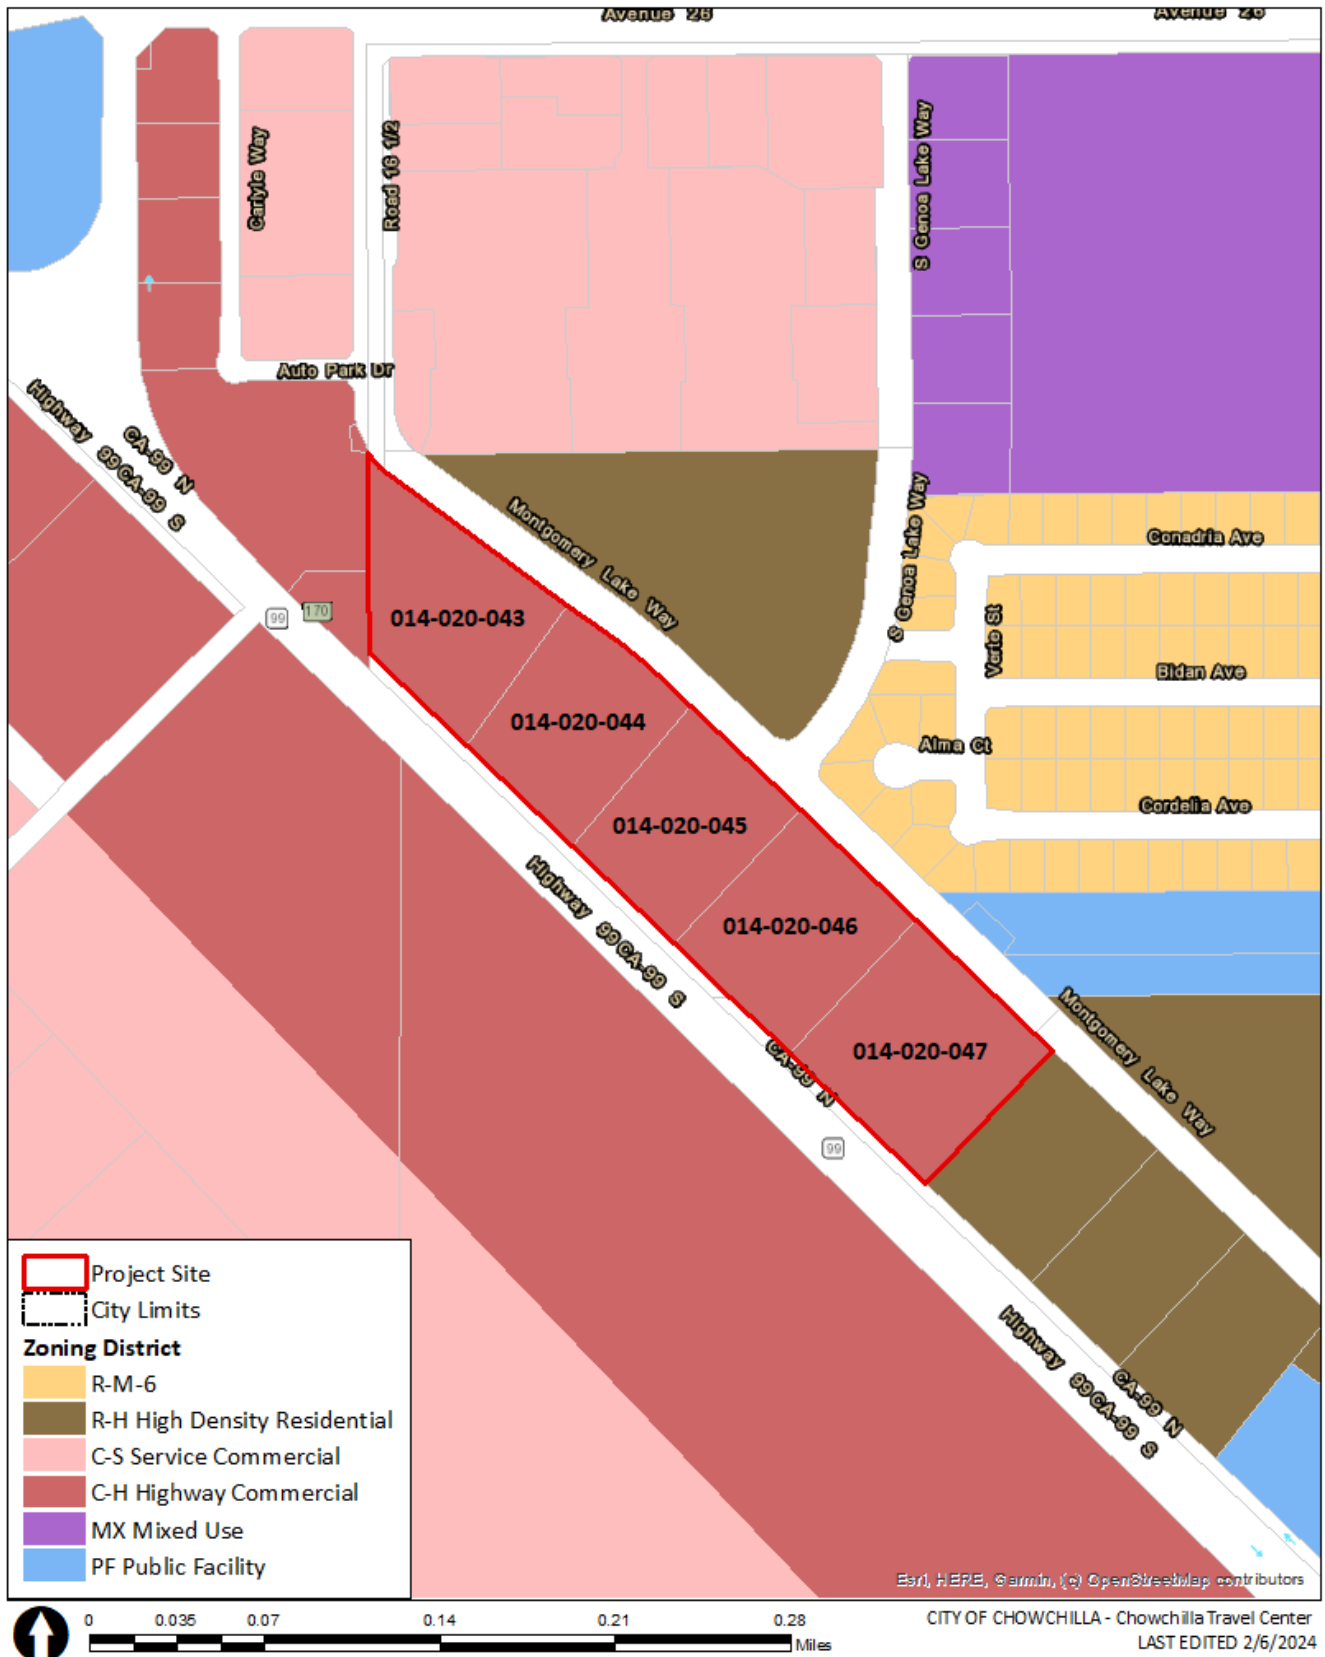 Avenue 26
Avenue 26
Carlyle Way
Road 16 1/2
S Genoa Lake Way
Auto Park Dr
Highway 99
CA-99 S
CA-99 N
Montgomery Lake Way
S Genoa Lake Way
Conadria Ave
Verte St
Bidan Ave
Alma Ct
Cordelia Ave
99
170
014-020-043
014-020-044
014-020-045
014-020-046
014-020-047
Highway 99
CA-99 S
CA-99 N
99
Montgomery Lake Way
Highway 99
CA-99 S
CA-99 N
Project Site
City Limits
Zoning District
R-M-6
R-H High Density Residential
C-S Service Commercial
C-H Highway Commercial
MX Mixed Use
PF Public Facility
Esri, HERE, Garmin, (c) OpenStreetMap contributors
0 0.035 0.07 0.14 0.21 0.28
Miles
CITY OF CHOWCHILLA - Chowchilla Travel Center
LAST EDITED 2/6/2024